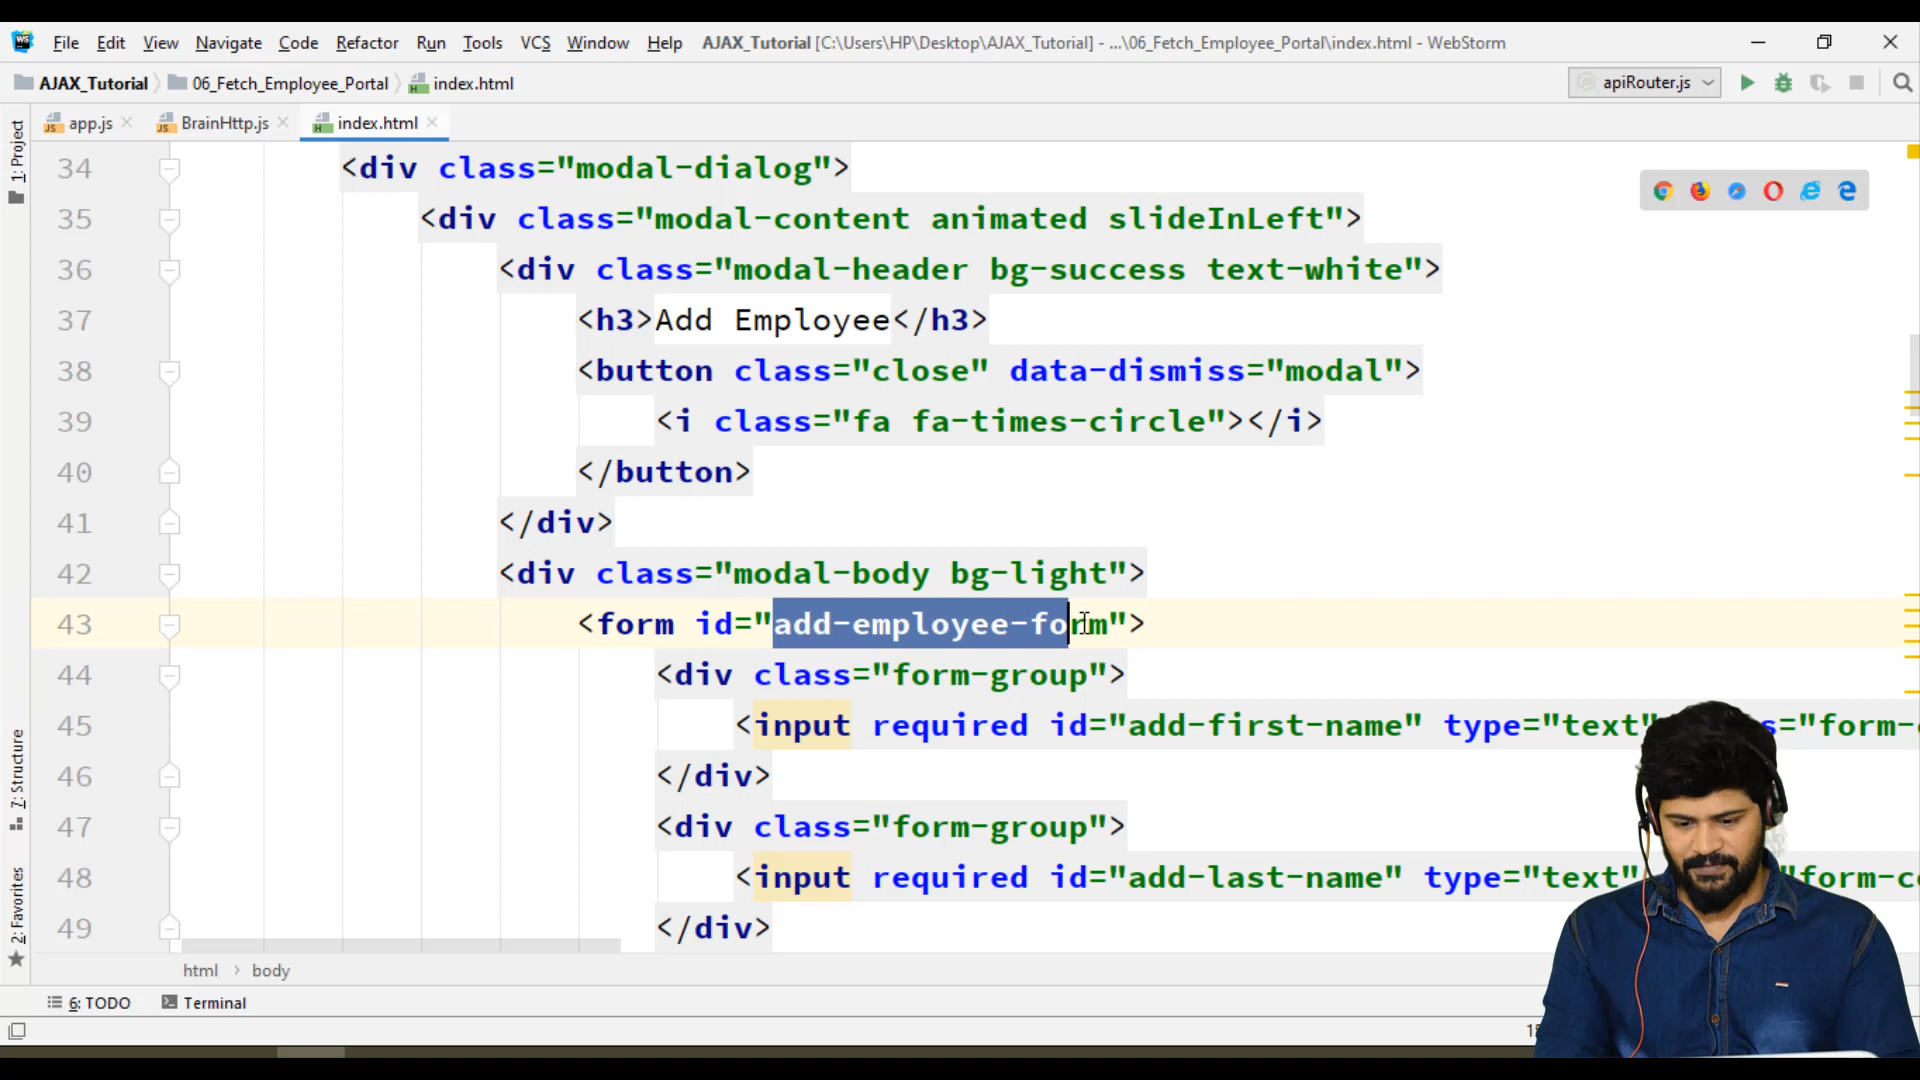 WS File Edit View Navigate Code Refactor Run Tools VCS Window Help AJAX_Tutorial [C:\Users\HP\Desktop\AJAX_Tutorial] - ...\06_Fetch_Employee_Portal\index.html - WebStorm
AJAX_Tutorial 06_Fetch_Employee_Portal index.html apiRouter.js
app.js BrainHttp.js index.html
1: Project
7: Structure
2: Favorites
34 <div class="modal-dialog">
35 <div class="modal-content animated slideInLeft">
36 <div class="modal-header bg-success text-white">
37 <h3>Add Employee</h3>
38 <button class="close" data-dismiss="modal">
39 <i class="fa fa-times-circle"></i>
40 </button>
41 </div>
42 <div class="modal-body bg-light">
43 <form id="add-employee-form">
44 <div class="form-group">
45 <input required id="add-first-name" type="text" s="form-c
46 </div>
47 <div class="form-group">
48 <input required id="add-last-name" type="text" "form-c
49 </div>
html body
6: TODO Terminal